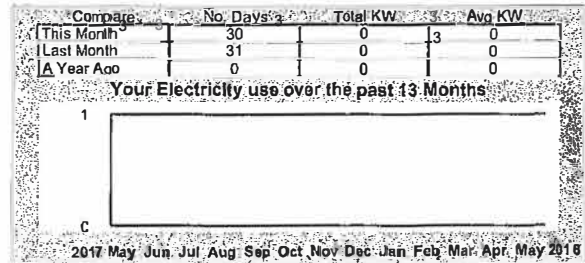 Compare No. Days Total KW Avg KW
This Month 30 0 0
Last Month 31 0 0
A Year Ago 0 0 0
Your Electricity use over the past 13 Months
1
C
2017 May Jun Jul Aug Sep Oct Nov Dec Jan Feb Mar Apr May 2018